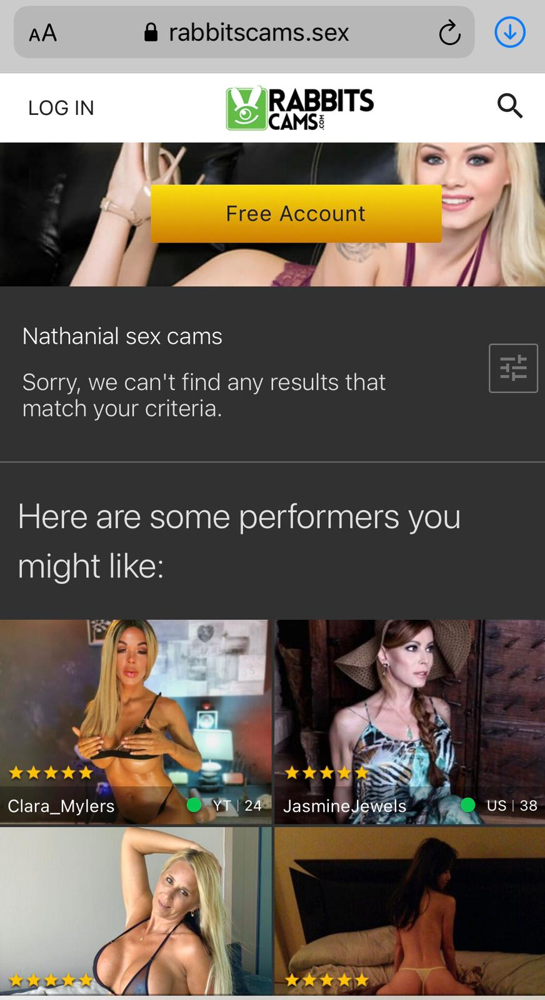 AA rabbitscams.sex
LOG IN
RABBITS
CAMS.COM
Free Account
Nathanial sex cams
Sorry, we can't find any results that
match your criteria.
Here are some performers you
might like:
Clara_Mylers YT | 24
JasmineJewels US | 38